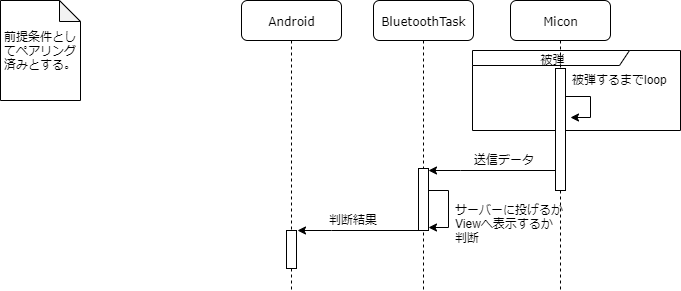 前提条件とし
てペアリング
済みとする。
Android
BluetoothTask
Micon
被弾
被弾するまでloop
送信データ
サーバーに投げるか
Viewへ表示するか
判断
判断結果